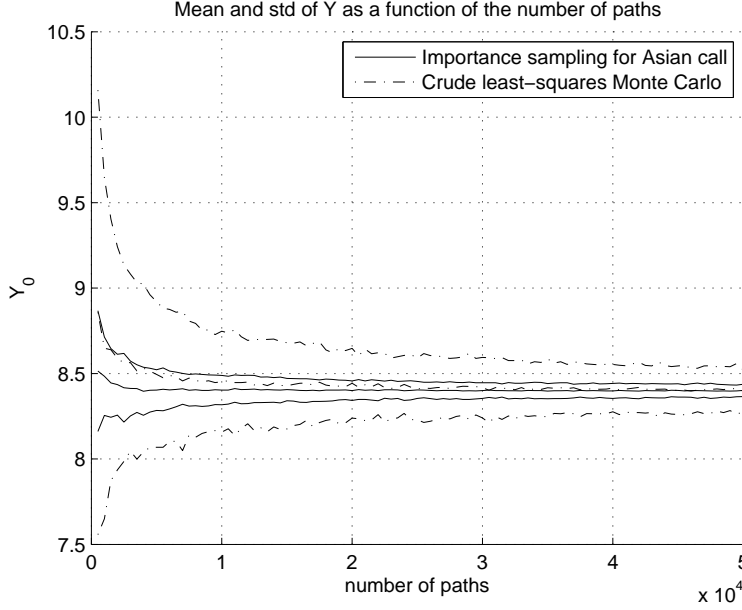 Mean and std of Y as a function of the number of paths
10.5
10
9.5
9
8.5
8
7.5
Y_0
Importance sampling for Asian call
Crude least−squares Monte Carlo
0 1 2 3 4 5
number of paths
x 10^4